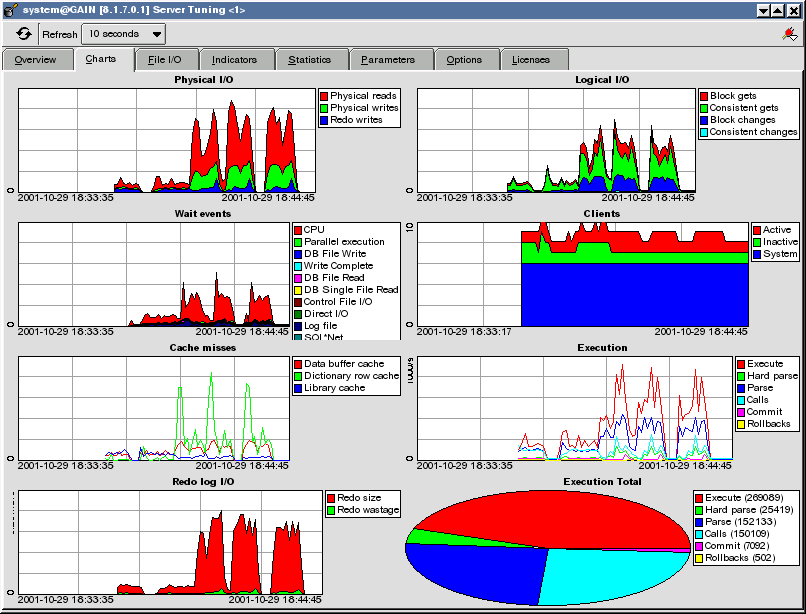 system@GAIN [8.1.7.0.1] Server Tuning <1>
Refresh 10 seconds
Overview Charts File I/O Indicators Statistics Parameters Options Licenses
Physical I/O
Physical reads
Physical writes
Redo writes
0
2001-10-29 18:33:35 2001-10-29 18:44:45
Logical I/O
Block gets
Consistent gets
Block changes
Consistent changes
0
2001-10-29 18:33:35 2001-10-29 18:44:45
Wait events
CPU
Parallel execution
DB File Write
Write Complete
DB File Read
DB Single File Read
Control File I/O
Direct I/O
Log file
SQL*Net
0
2001-10-29 18:33:35 2001-10-29 18:44:45
Clients
10
Active
Inactive
System
0
2001-10-29 18:33:17 2001-10-29 18:44:45
Cache misses
Data buffer cache
Dictionary row cache
Library cache
0
2001-10-29 18:33:35 2001-10-29 18:44:45
Execution
Execute
Hard parse
Parse
Calls
Commit
Rollbacks
0
2001-10-29 18:33:35 2001-10-29 18:44:45
Redo log I/O
Redo size
Redo wastage
0
2001-10-29 18:33:35 2001-10-29 18:44:45
Execution Total
Execute (269089)
Hard parse (25419)
Parse (152133)
Calls (150109)
Commit (7092)
Rollbacks (502)